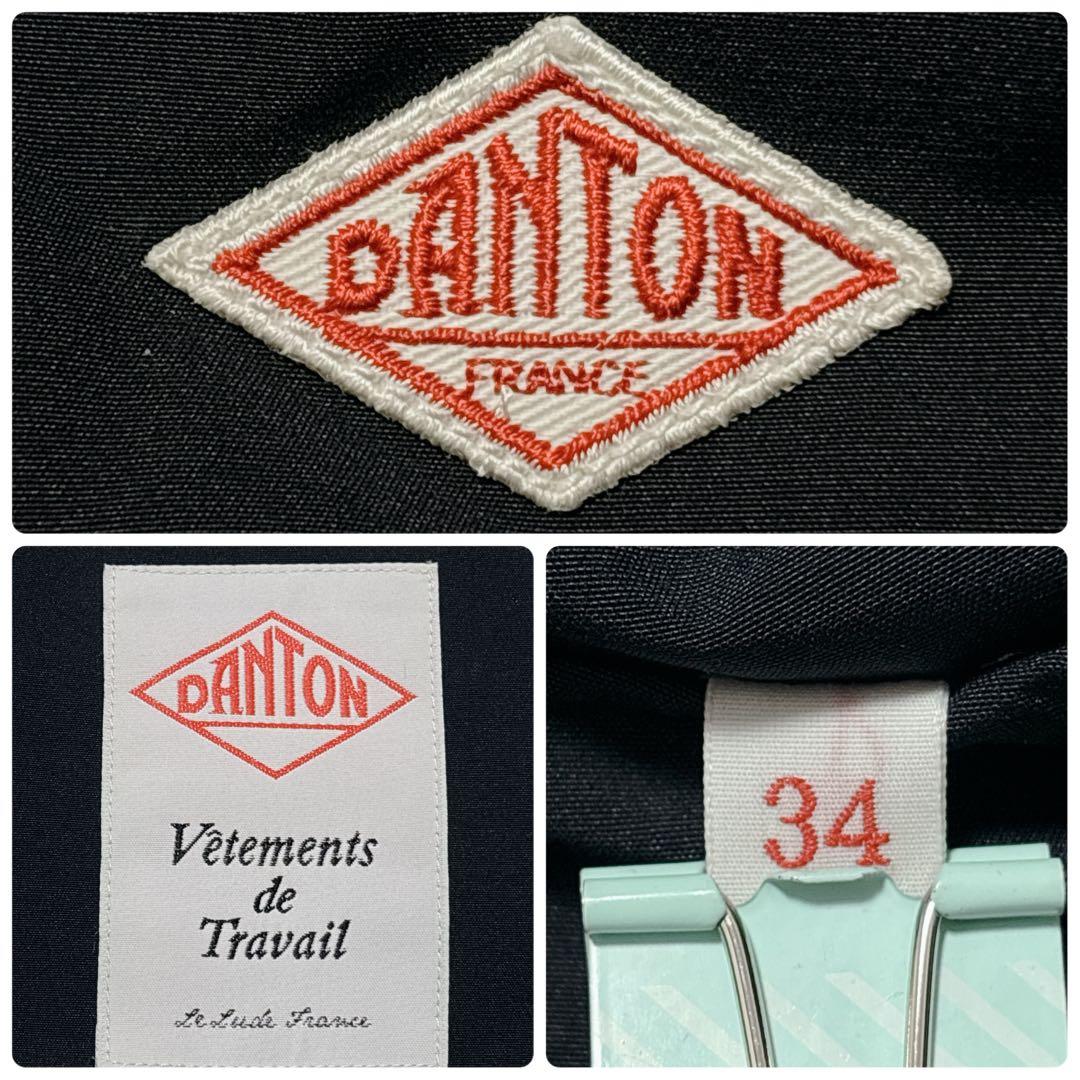 DANTON
FRANCE
DANTON
Vêtements
de
Travail
Le Lude France
34